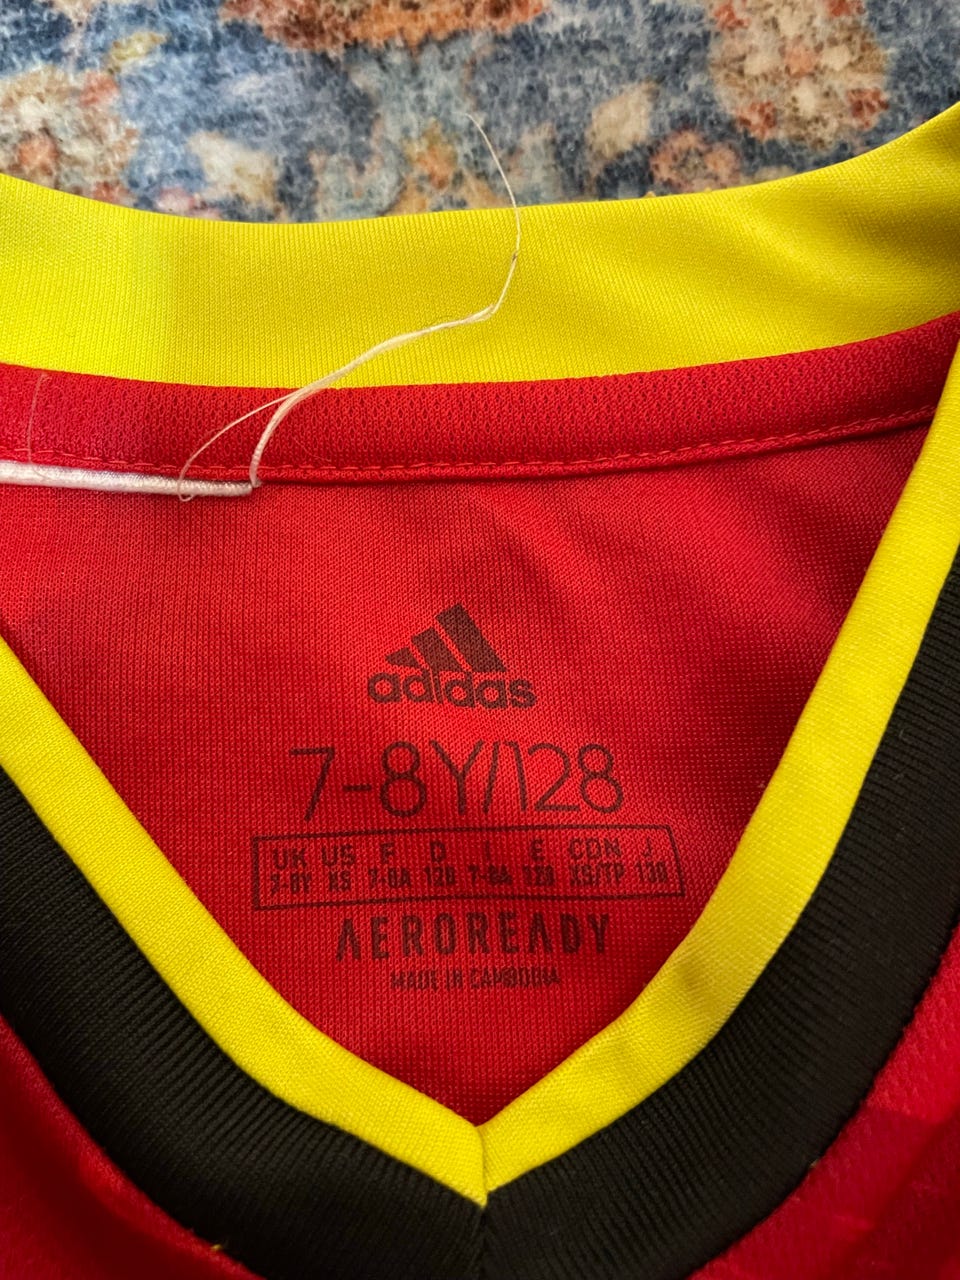 adidas
7-8Y/128
UK US F D I E CDN J
7-8Y XS 7-8A 128 7-8A 128 XS/TP 130
AEROREADY
MADE IN CAMBODIA